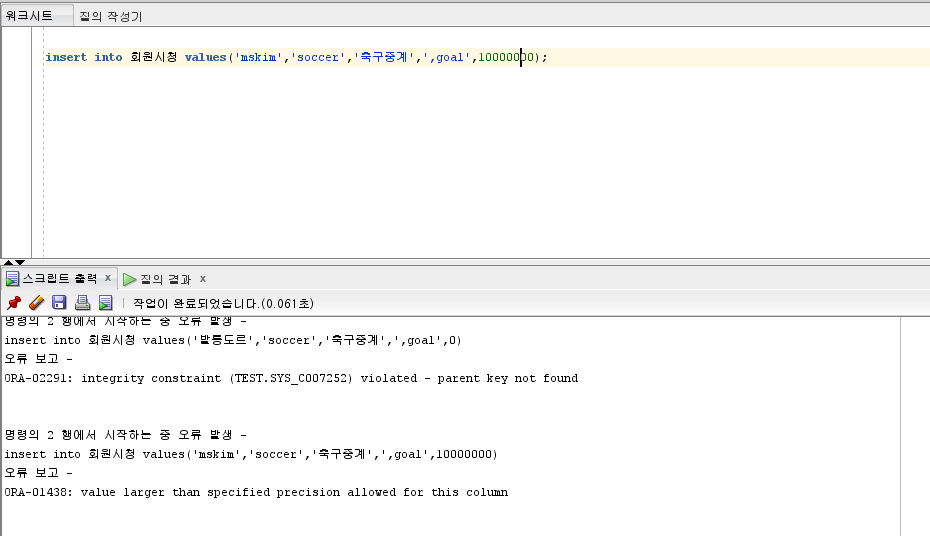 워크시트 질의 작성기
insert into 회원시청 values('mskim','soccer','축구중계',',goal',10000000);
스크립트 출력 x 질의 결과 x
작업이 완료되었습니다.(0.061초)
명령의 2 행에서 시작하는 중 오류 발생 -
insert into 회원시청 values('발롱도르','soccer','축구중계',',goal',0)
오류 보고 -
ORA-02291: integrity constraint (TEST.SYS_C007252) violated - parent key not found
명령의 2 행에서 시작하는 중 오류 발생 -
insert into 회원시청 values('mskim','soccer','축구중계',',goal',10000000)
오류 보고 -
ORA-01438: value larger than specified precision allowed for this column